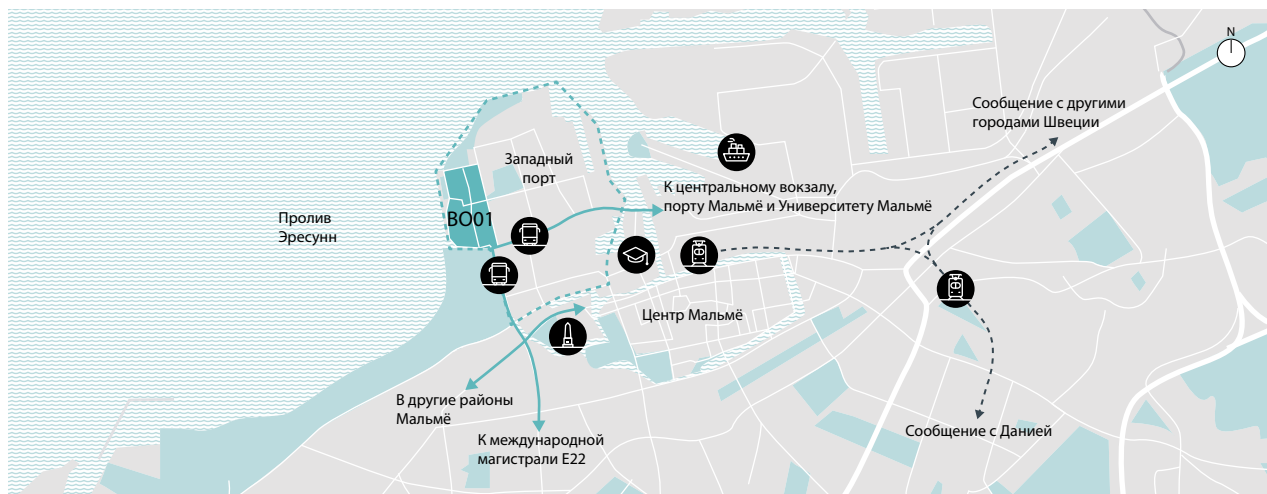 N
Сообщение с другими
городами Швеции
Западный
порт
К центральному вокзалу,
порту Мальмё и Университету Мальмё
BO01
Пролив
Эресунн
Центр Мальмё
В другие районы
Мальмё
Сообщение с Данией
К международной
магистрали E22